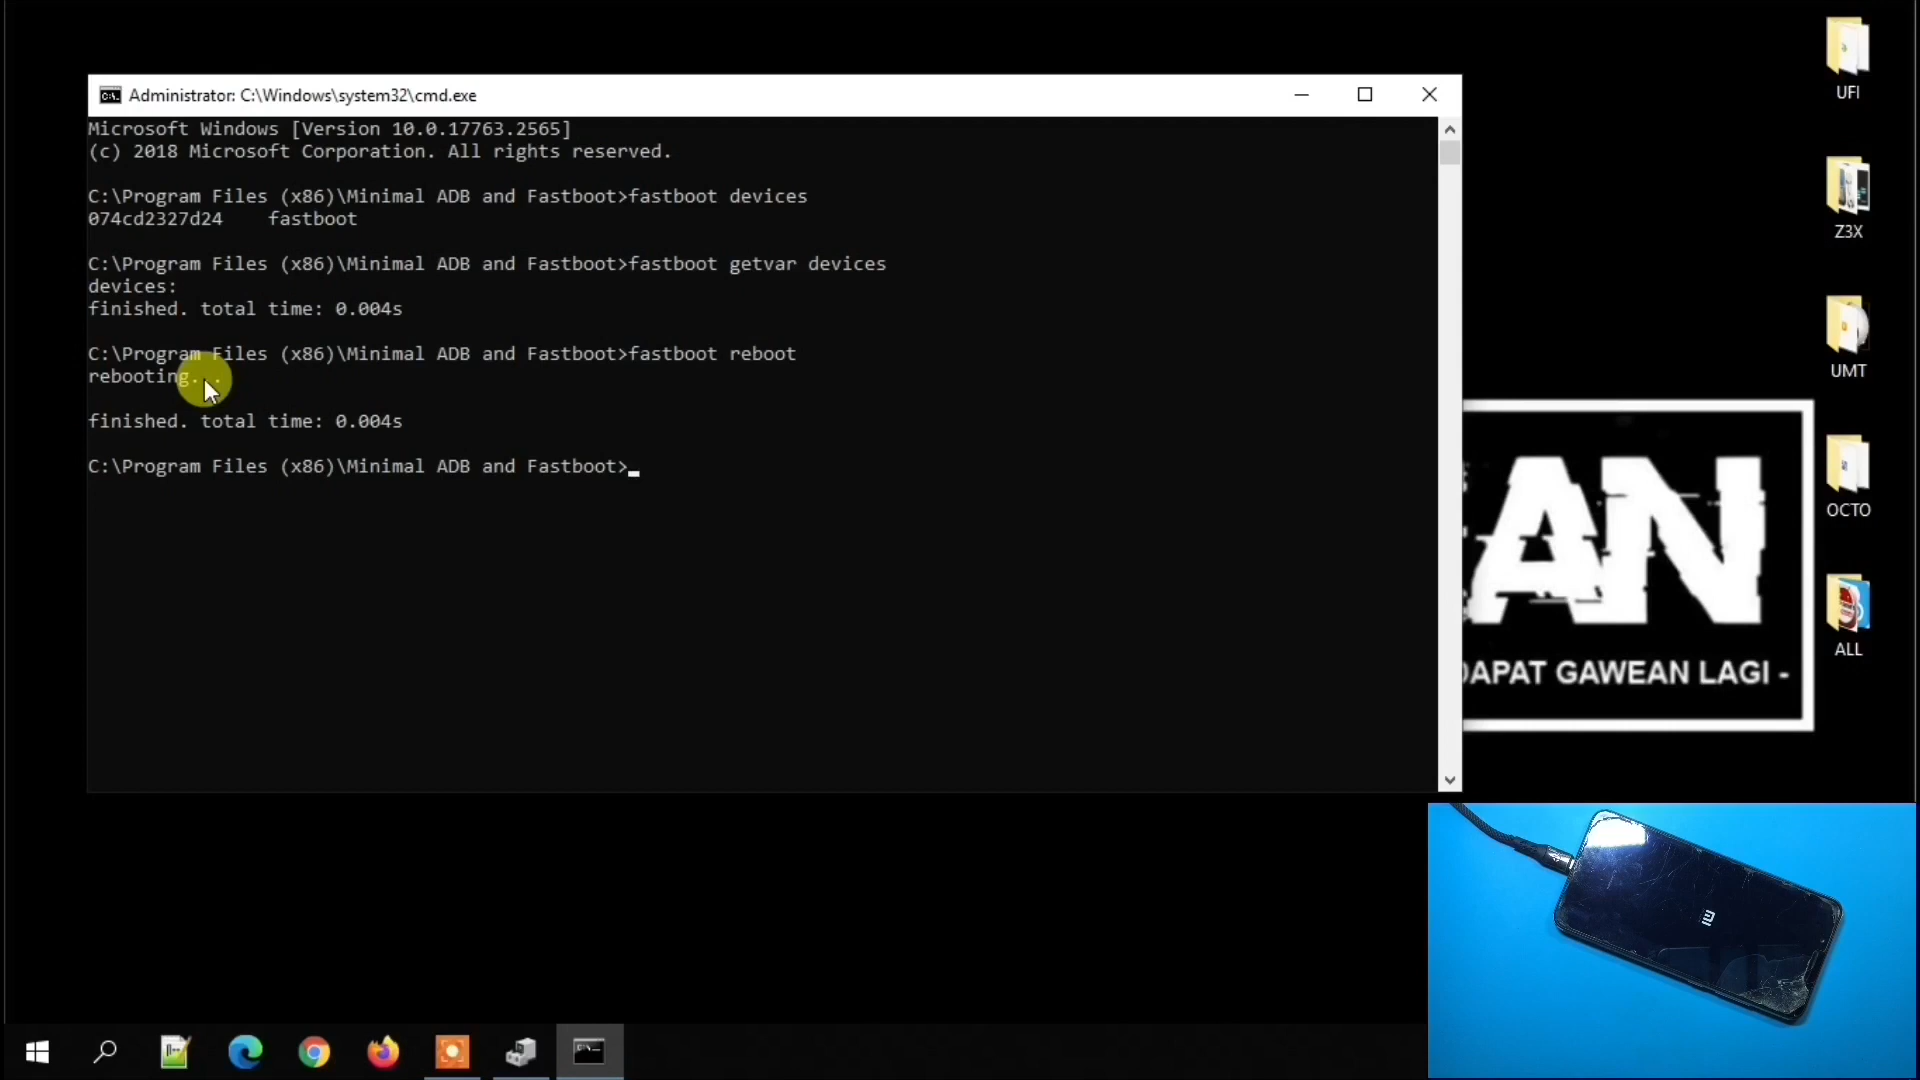 Administrator: C:\Windows\system32\cmd.exe
Microsoft Windows [Version 10.0.17763.2565]
(c) 2018 Microsoft Corporation. All rights reserved.
C:\Program Files (x86)\Minimal ADB and Fastboot>fastboot devices
074cd2327d24    fastboot
C:\Program Files (x86)\Minimal ADB and Fastboot>fastboot getvar devices
devices:
finished. total time: 0.004s
C:\Program Files (x86)\Minimal ADB and Fastboot>fastboot reboot
rebooting...
finished. total time: 0.004s
C:\Program Files (x86)\Minimal ADB and Fastboot>
UFI
Z3X
UMT
OCTO
ALL
AN
DAPAT GAWEAN LAGI -